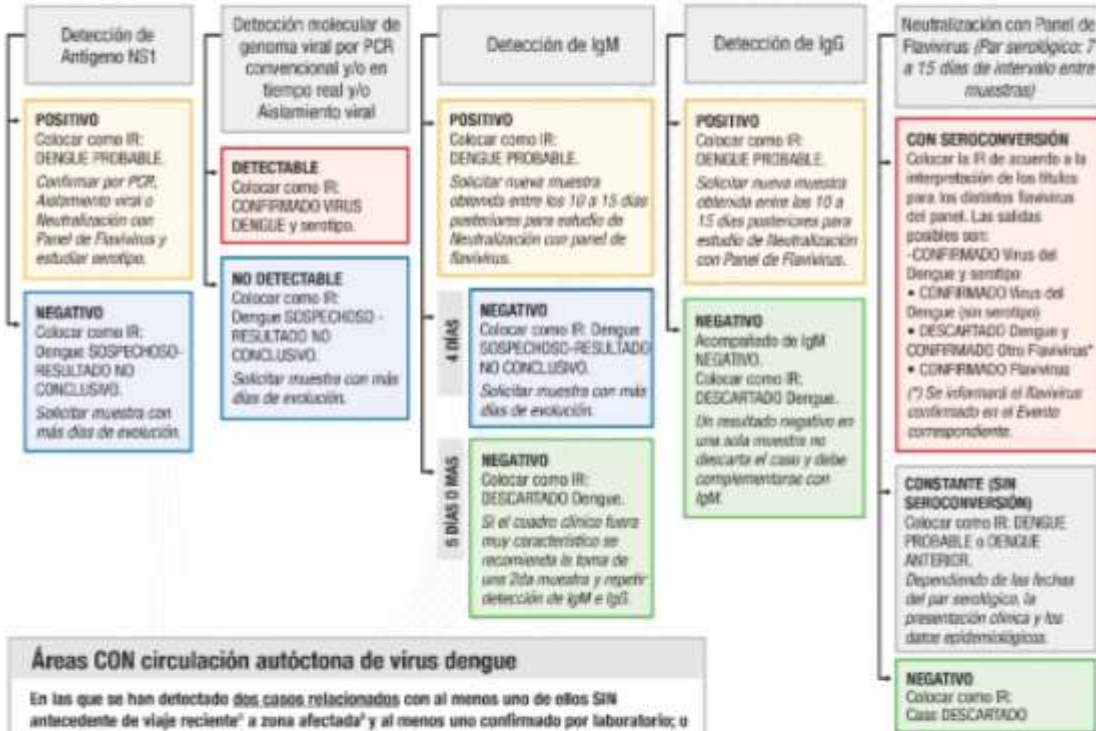 Detección de
Antígeno NS1
POSITIVO
Colocar como IR:
DENGUE PROBABLE.
Confirmar por PCR,
Aislamiento viral o
Neutralización con
Panel de Flavivirus y
estudiar serotipo.
NEGATIVO
Colocar como IR:
Dengue SOSPECHOSO-
RESULTADO NO
CONCLUSIVO.
Solicitar muestra con
más días de evolución.
Detección molecular de
genoma viral por PCR
convencional y/o en
tiempo real y/o
Aislamiento viral
DETECTABLE
Colocar como IR:
CONFIRMADO VIRUS
DENGUE y serotipo.
NO DETECTABLE
Colocar como IR:
Dengue SOSPECHOSO -
RESULTADO NO
CONCLUSIVO.
Solicitar muestra con más
días de evolución.
Detección de IgM
POSITIVO
Colocar como IR:
DENGUE PROBABLE.
Solicitar nueva muestra
obtenida entre los 10 a 15 días
posteriores para estudio de
Neutralización con panel de
flavivirus.
4 DÍAS
NEGATIVO
Colocar como IR: Dengue
SOSPECHOSO-RESULTADO
NO CONCLUSIVO.
Solicitar muestra con más
días de evolución.
5 DÍAS O MAS
NEGATIVO
Colocar como IR:
DESCARTADO Dengue.
Si el cuadro clínico fuera
muy característico se
recomienda la toma de
una 2da muestra y repetir
detección de IgM e IgG.
Detección de IgG
POSITIVO
Colocar como IR:
DENGUE PROBABLE.
Solicitar nueva muestra
obtenida entre los 10 a
15 días posteriores para
estudio de Neutralización
con Panel de Flavivirus.
NEGATIVO
Acompañado de IgM
NEGATIVO.
Colocar como IR:
DESCARTADO Dengue.
Un resultado negativo en
una sola muestra no
descarta el caso y debe
complementarse con
IgM.
Neutralización con Panel de
Flavivirus (Par serológico: 7
a 15 días de intervalo entre
muestras)
CON SEROCONVERSIÓN
Colocar la IR de acuerdo a la
interpretación de los títulos
para los distintos flavivirus
del panel. Las salidas
posibles son:
-CONFIRMADO Virus del
Dengue y serotipo
• CONFIRMADO Virus del
Dengue (sin serotipo)
• DESCARTADO Dengue y
CONFIRMADO Otro Flavivirus*
• CONFIRMADO Flavivirus
(*) Se informará el flavivirus
confirmado en el Evento
correspondiente.
CONSTANTE (SIN
SEROCONVERSIÓN)
Colocar como IR: DENGUE
PROBABLE o DENGUE
ANTERIOR.
Dependiendo de las fechas
del par serológico, la
presentación clínica y los
datos epidemiológicos.
NEGATIVO
Colocar como IR:
Caso DESCARTADO
Áreas CON circulación autóctona de virus dengue
En las que se han detectado dos casos relacionados con al menos uno de ellos SIN
antecedente de viaje reciente a zona afectada y al menos uno confirmado por laboratorio; o